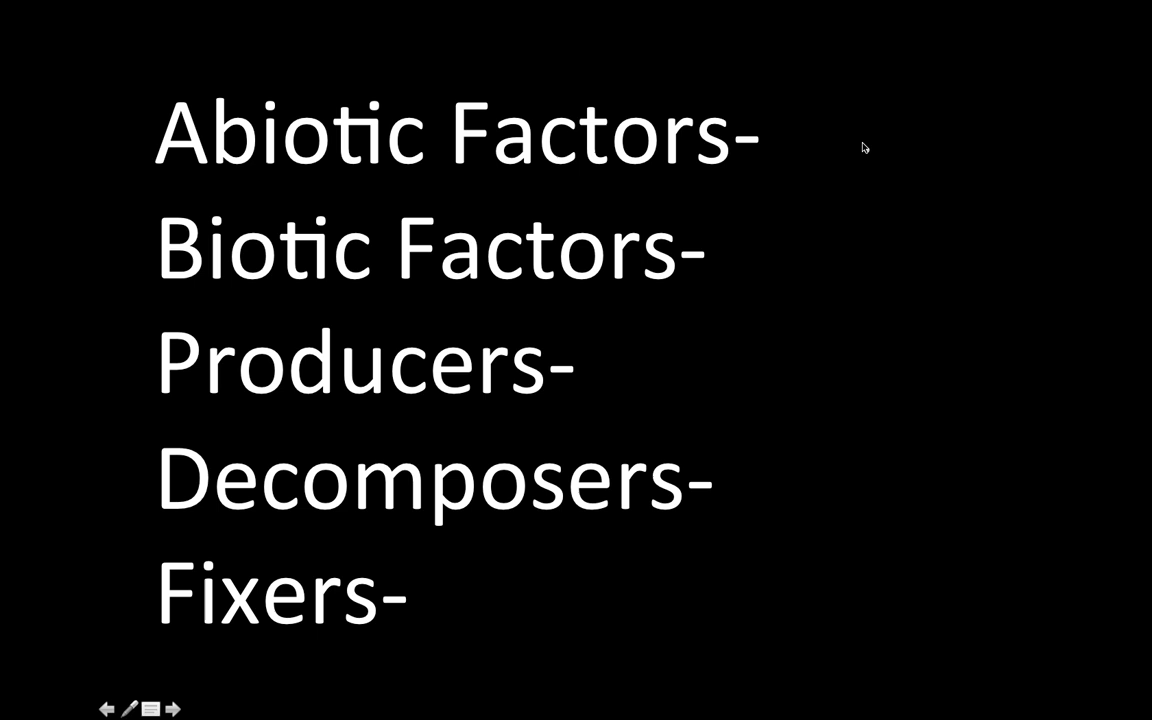 Abiotic Factors-
Biotic Factors-
Producers-
Decomposers-
Fixers-